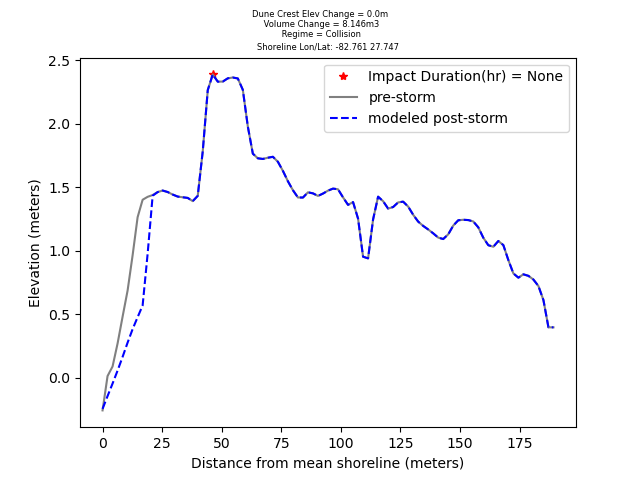 Dune Crest Elev Change = 0.0m
Volume Change = 8.146m3
Regime = Collision
Shoreline Lon/Lat: -82.761 27.747
Impact Duration(hr) = None
pre-storm
modeled post-storm
Elevation (meters)
2.5
2.0
1.5
1.0
0.5
0.0
0 25 50 75 100 125 150 175
Distance from mean shoreline (meters)